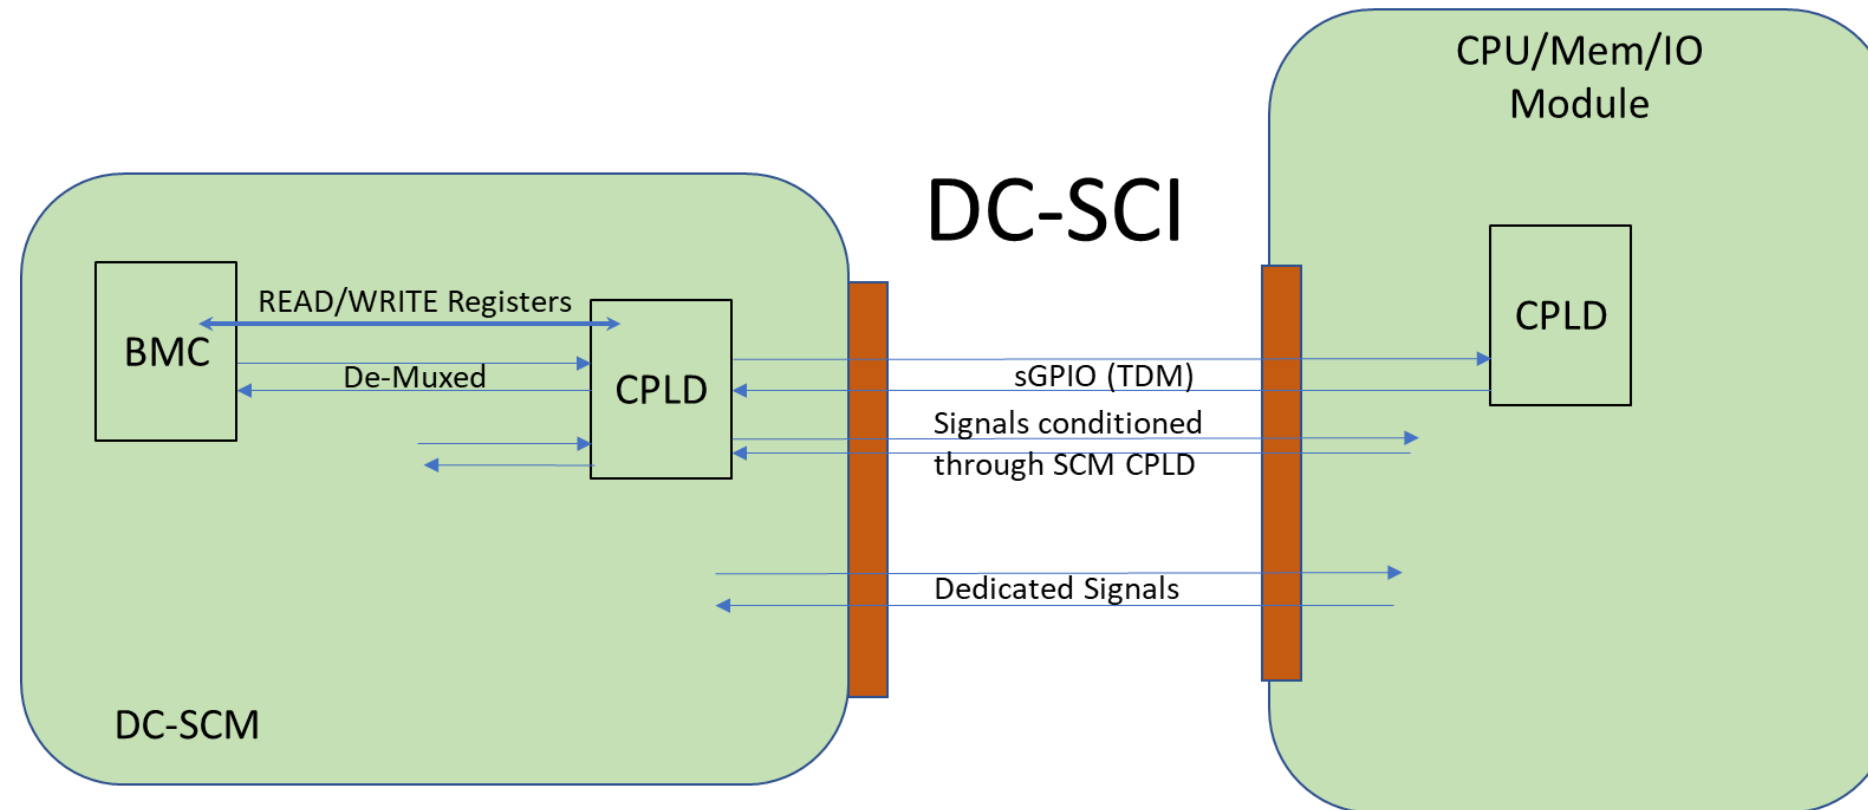 CPU/Mem/IO
Module
DC-SCI
READ/WRITE Registers
BMC
De-Muxed
CPLD
CPLD
sGPIO (TDM)
Signals conditioned
through SCM CPLD
Dedicated Signals
DC-SCM